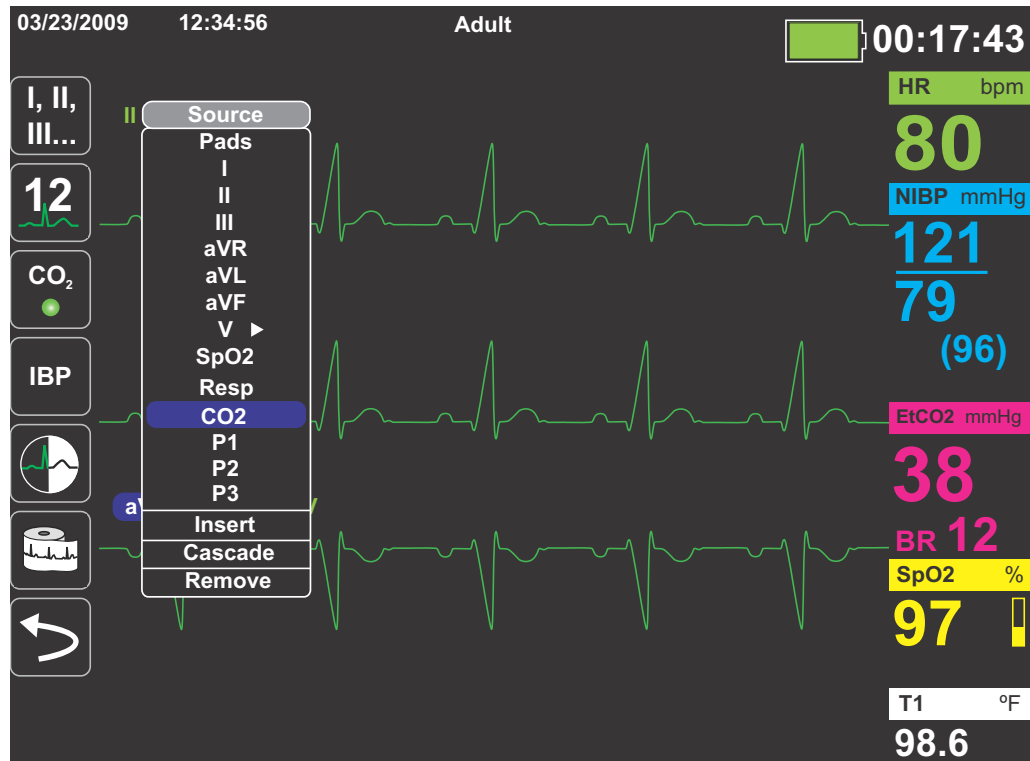 03/23/2009 12:34:56 Adult 00:17:43
I, II,
III...
12
CO₂
IBP
II
Source
Pads
I
II
III
aVR
aVL
aVF
V
SpO2
Resp
CO2
P1
P2
P3
Insert
Cascade
Remove
HR bpm
80
NIBP mmHg
121
79
(96)
EtCO2 mmHg
38
BR 12
SpO2 %
97
T1 ºF
98.6